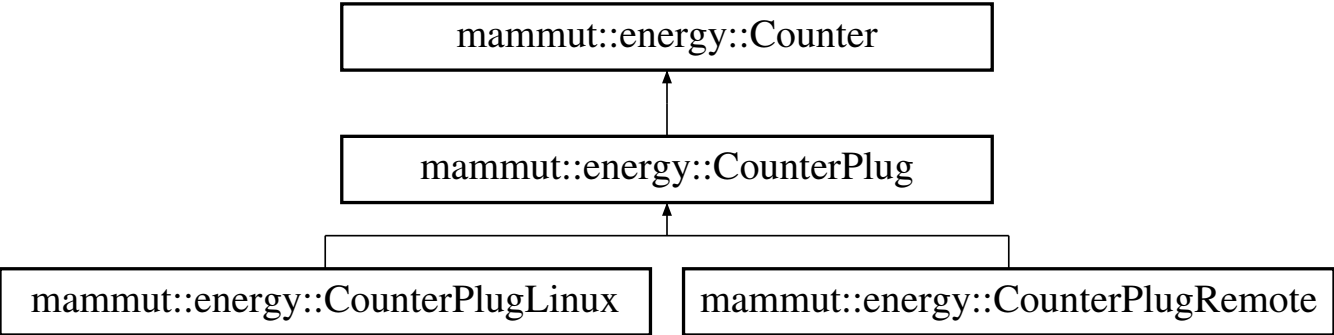 mammut::energy::Counter
mammut::energy::CounterPlug
mammut::energy::CounterPlugLinux
mammut::energy::CounterPlugRemote